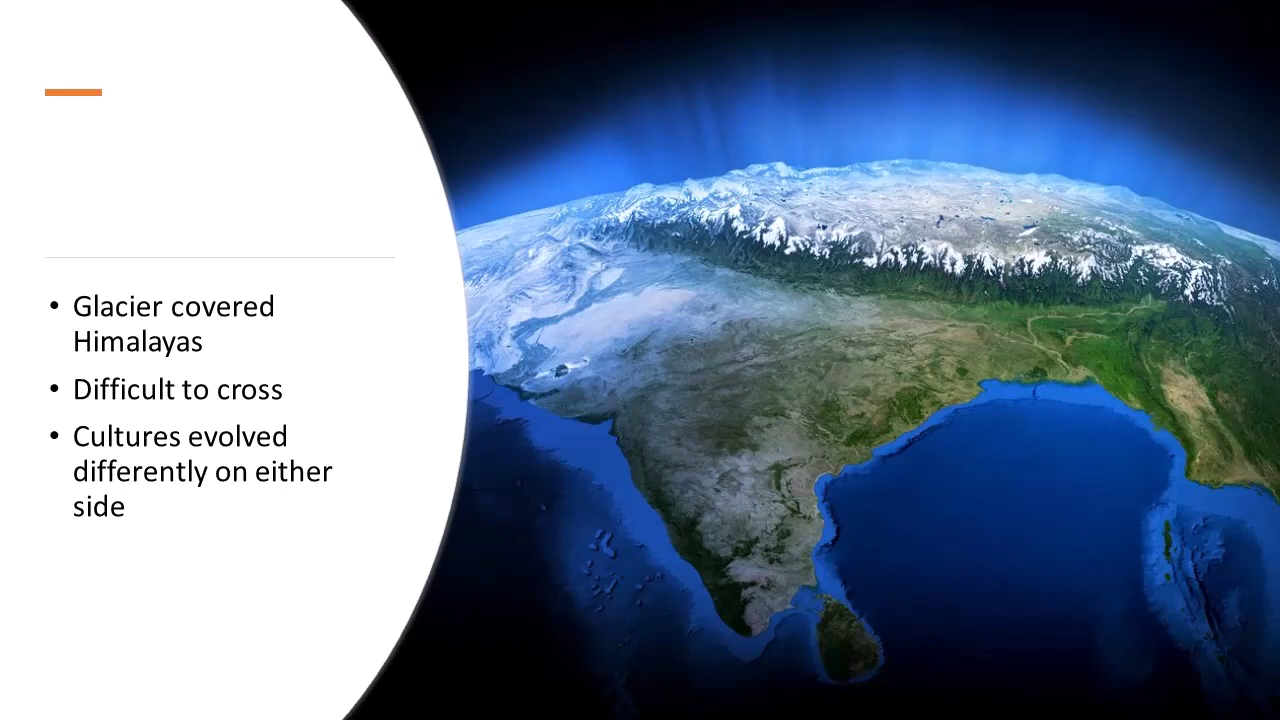 • Glacier covered
Himalayas
• Difficult to cross
• Cultures evolved
differently on either
side